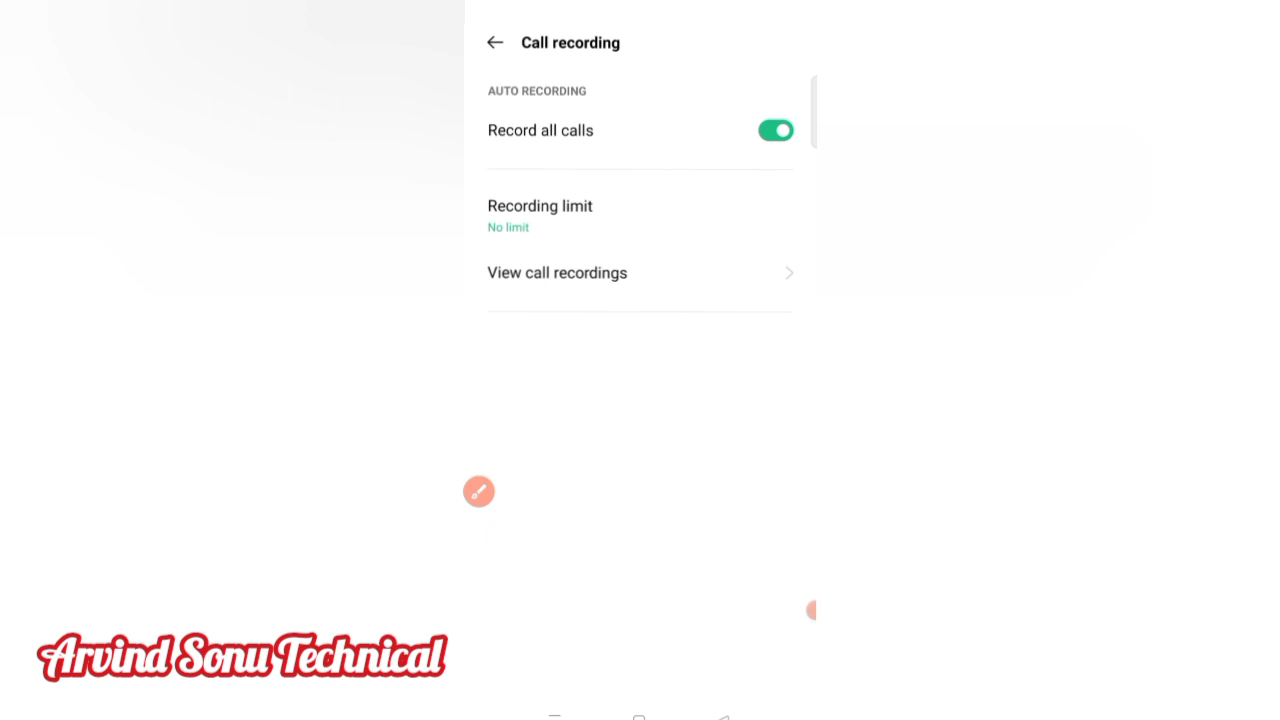 Call recording
AUTO RECORDING
Record all calls
Recording limit
No limit
View call recordings
Arvind Sonu Technical